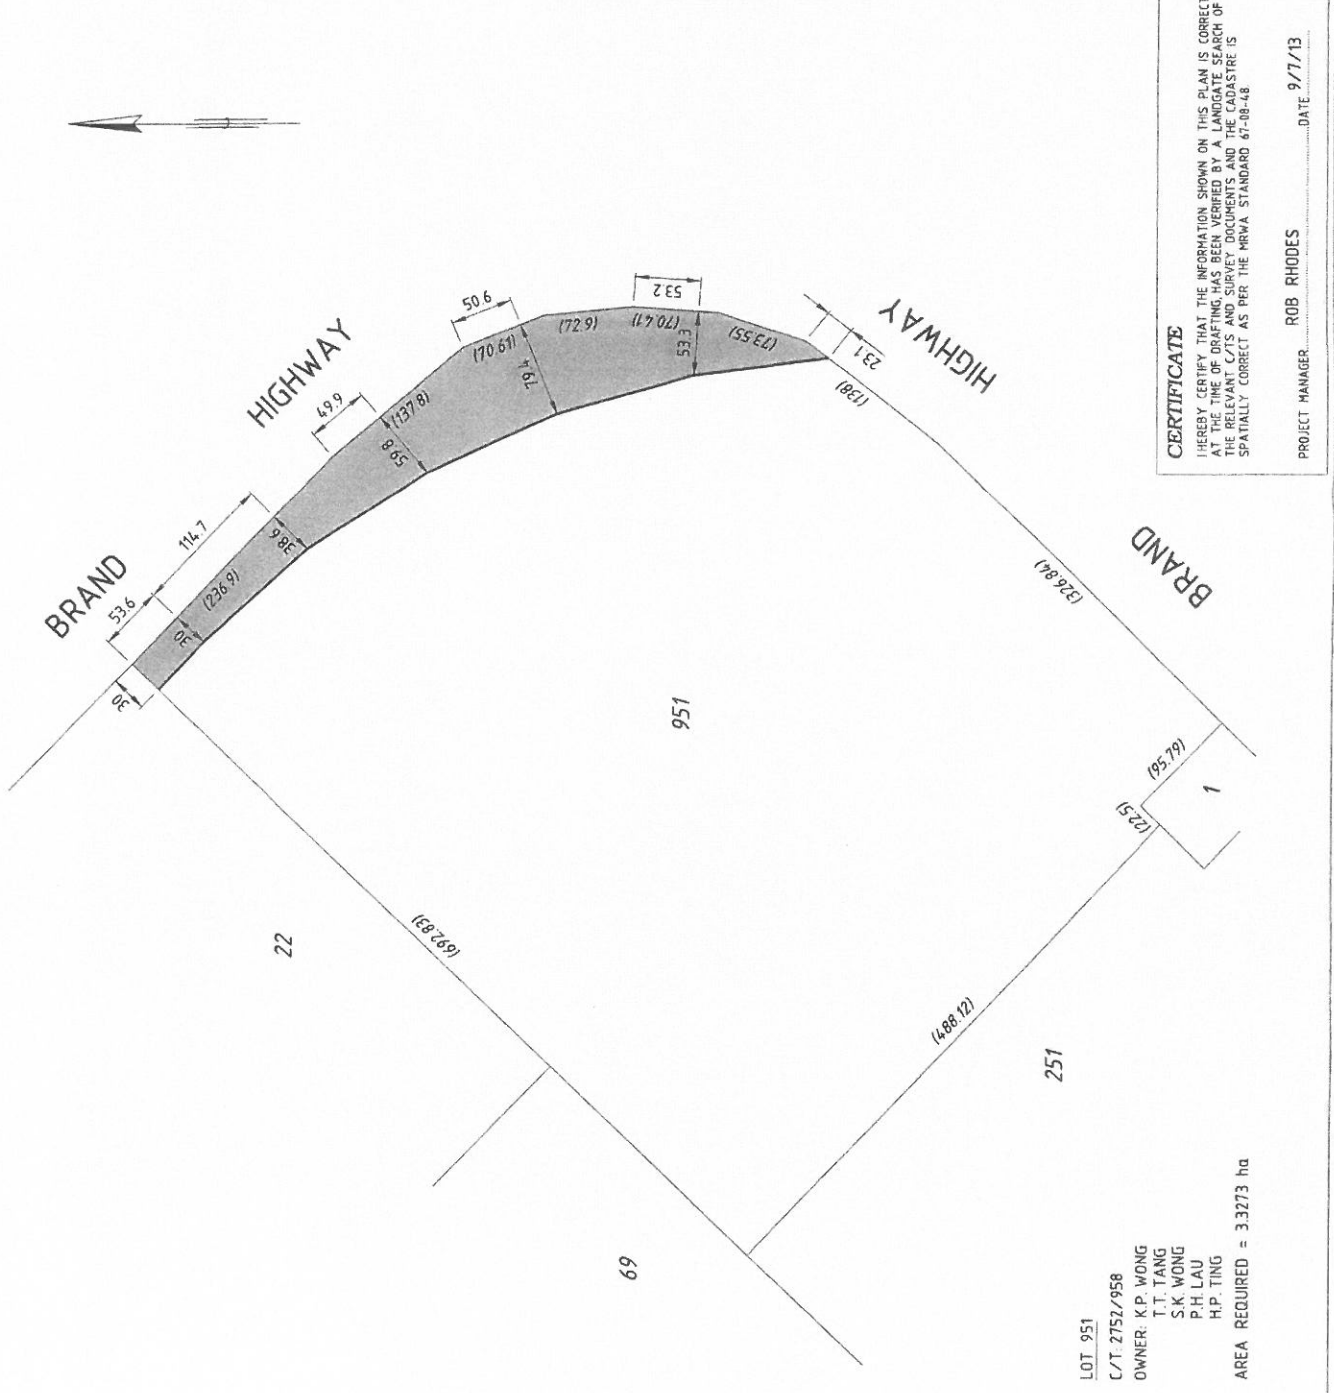 BRAND
HIGHWAY
HIGHWAY
BRAND
53.6
114.7
49.9
50.6
53.2
23.1
30
30
38.6
59.8
79.4
53.3
(236.9)
(137.8)
(70.61)
(72.9)
(70.41)
(73.55)
(138)
(326.84)
(95.79)
(22.5)
(488.12)
(692.83)
951
22
69
251
1
CERTIFICATE
I HEREBY CERTIFY THAT THE INFORMATION SHOWN ON THIS PLAN IS CORRECT
AT THE TIME OF DRAFTING, HAS BEEN VERIFIED BY A LANDGATE SEARCH OF
THE RELEVANT C/TS AND SURVEY DOCUMENTS AND THE CADASTRE IS
SPATIALLY CORRECT AS PER THE MRWA STANDARD 67-08-48
PROJECT MANAGER ROB RHODES DATE 9/7/13
LOT 951
C/T: 2752/958
OWNER: K.P. WONG
T.T. TANG
S.K. WONG
P.H. LAU
H.P. TING
AREA REQUIRED = 3.3273 ha